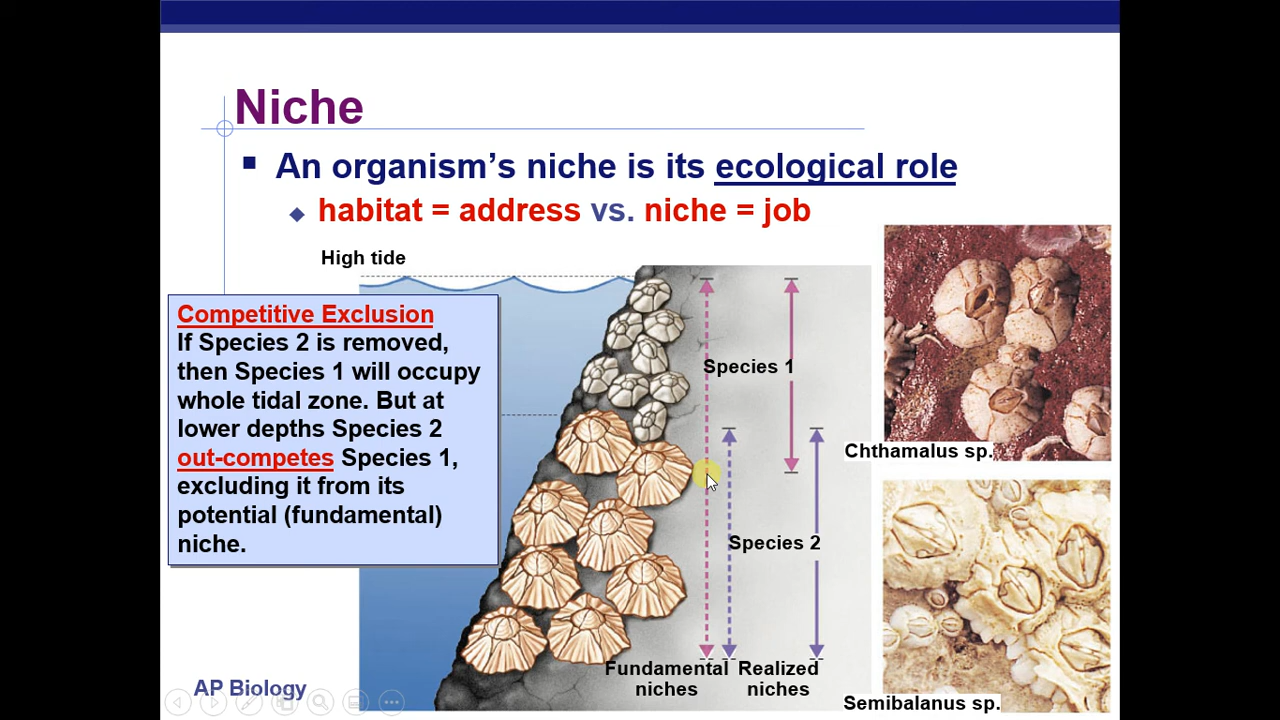 Niche
An organism’s niche is its ecological role
habitat = address vs. niche = job
High tide
Competitive Exclusion
If Species 2 is removed,
then Species 1 will occupy
whole tidal zone. But at
lower depths Species 2
out-competes Species 1,
excluding it from its
potential (fundamental)
niche.
Species 1
Species 2
Fundamental
niches
Realized
niches
Chthamalus sp.
Semibalanus sp.
AP Biology